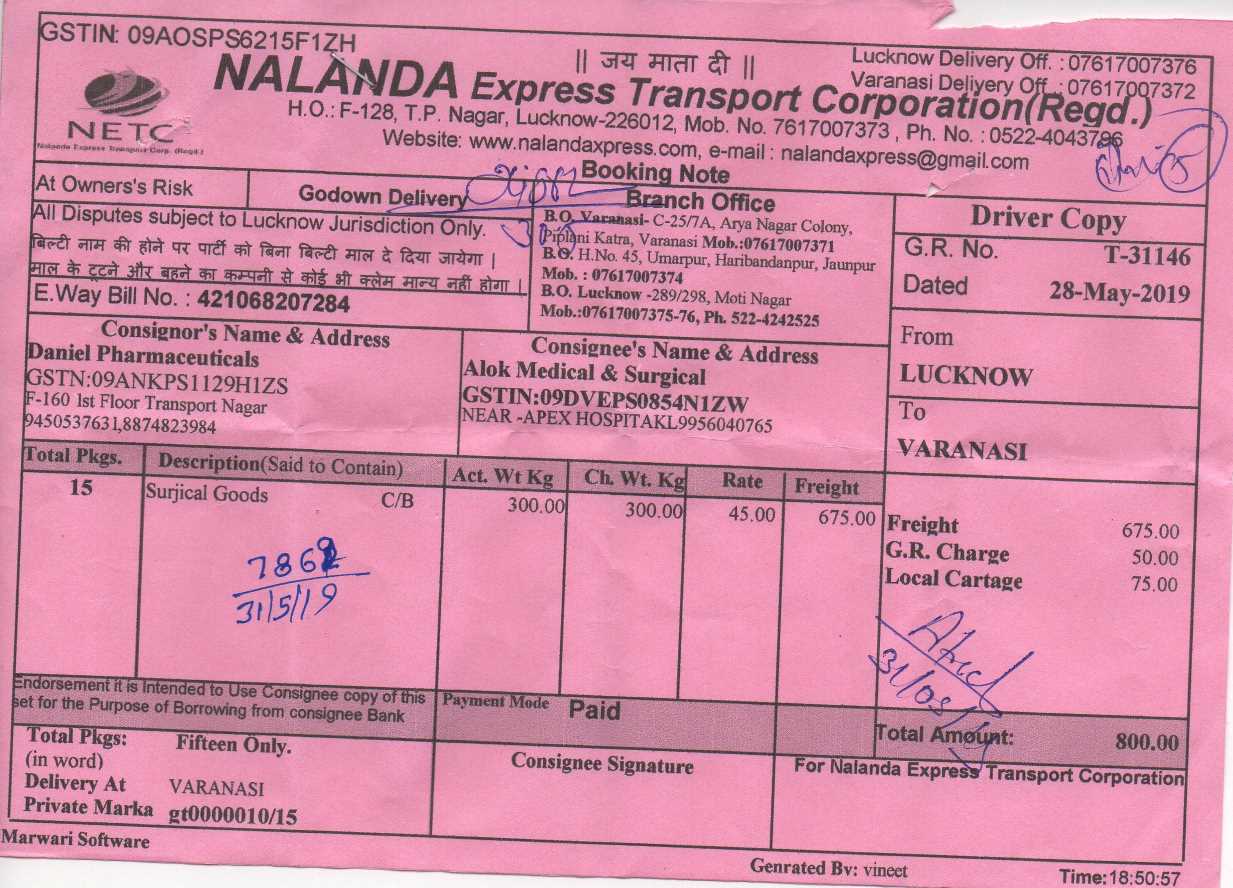 GSTIN: 09AOSPS6215F1ZH
|| जय माता दी ||
Lucknow Delivery Off. : 07617007376
Varanasi Delivery Off. : 07617007372
NETC
Nalanda Express Transport Corp. (Regd.)
NALANDA Express Transport Corporation(Regd.)
H.O.: F-128, T.P. Nagar, Lucknow-226012, Mob. No. 7617007373 , Ph. No. : 0522-4043796
Website: www.nalandaxpress.com, e-mail : nalandaxpress@gmail.com
Booking Note
At Owners's Risk
Godown Delivery
All Disputes subject to Lucknow Jurisdiction Only.
बिल्टी नाम की होने पर पार्टी को बिना बिल्टी माल दे दिया जायेगा |
माल के टूटने और बहने का कम्पनी से कोई भी क्लेम मान्य नहीं होगा |
E.Way Bill No. : 421068207284
Branch Office
B.O. Varanasi- C-25/7A, Arya Nagar Colony,
Piplani Katra, Varanasi Mob.:07617007371
B.O. H.No. 45, Umarpur, Haribandanpur, Jaunpur
Mob. : 07617007374
B.O. Lucknow -289/298, Moti Nagar
Mob.:07617007375-76, Ph. 522-4242525
Driver Copy
G.R. No. T-31146
Dated 28-May-2019
From
LUCKNOW
To
VARANASI
Consignor's Name & Address
Daniel Pharmaceuticals
GSTN:09ANKPS1129H1ZS
F-160 1st Floor Transport Nagar
9450537631,8874823984
Consignee's Name & Address
Alok Medical & Surgical
GSTIN:09DVEPS0854N1ZW
NEAR -APEX HOSPITAKL9956040765
Total Pkgs. Description(Said to Contain) Act. Wt Kg Ch. Wt. Kg Rate Freight
15 Surjical Goods C/B 300.00 300.00 45.00 675.00
31/5/19
Freight 675.00
G.R. Charge 50.00
Local Cartage 75.00
Endorsement it is Intended to Use Consignee copy of this
set for the Purpose of Borrowing from consignee Bank
Payment Mode Paid
Total Amount: 800.00
Total Pkgs: Fifteen Only.
(in word)
Delivery At VARANASI
Private Marka gt0000010/15
Consignee Signature
For Nalanda Express Transport Corporation
Marwari Software
Genrated By: vineet
Time:18:50:57